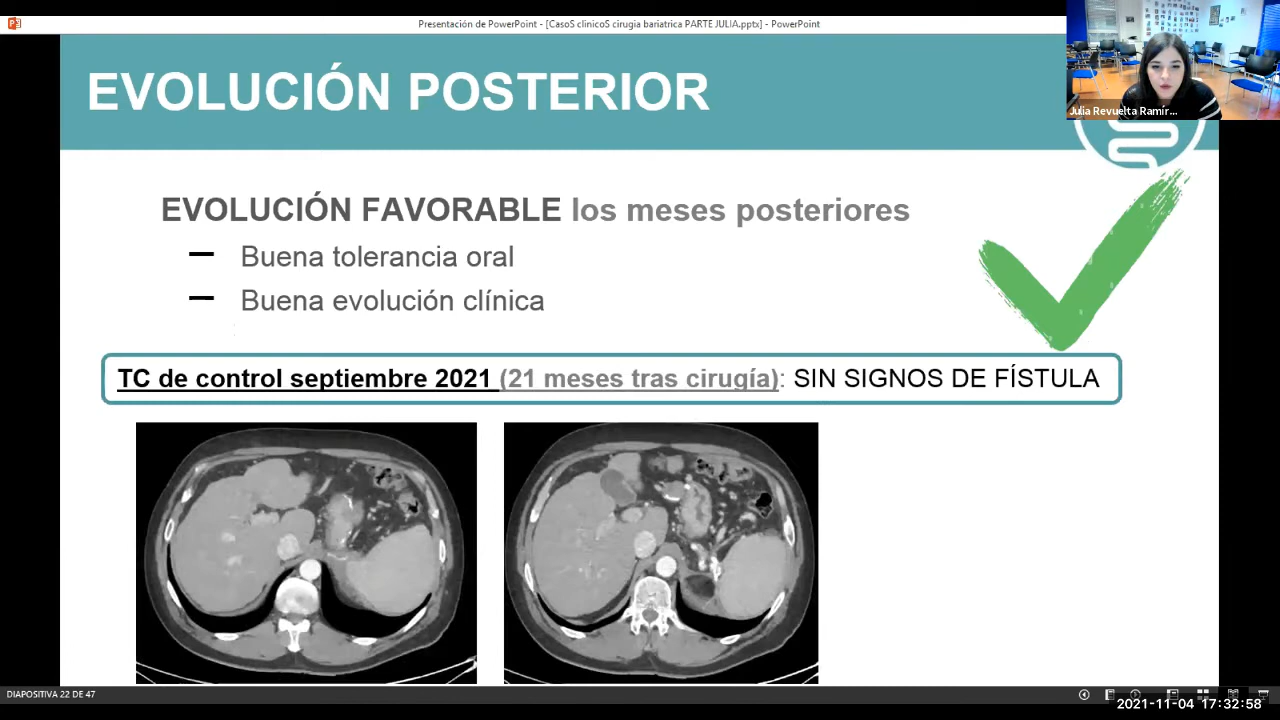 Presentación de PowerPoint - [CasoS clinicoS cirugia bariatrica PARTE JULIA.pptx] - PowerPoint
EVOLUCIÓN POSTERIOR
Julia Revuelta Ramír...
EVOLUCIÓN FAVORABLE los meses posteriores
— Buena tolerancia oral
— Buena evolución clínica
TC de control septiembre 2021 (21 meses tras cirugía): SIN SIGNOS DE FÍSTULA
DIAPOSITIVA 22 DE 47
2021-11-04 17:32:58